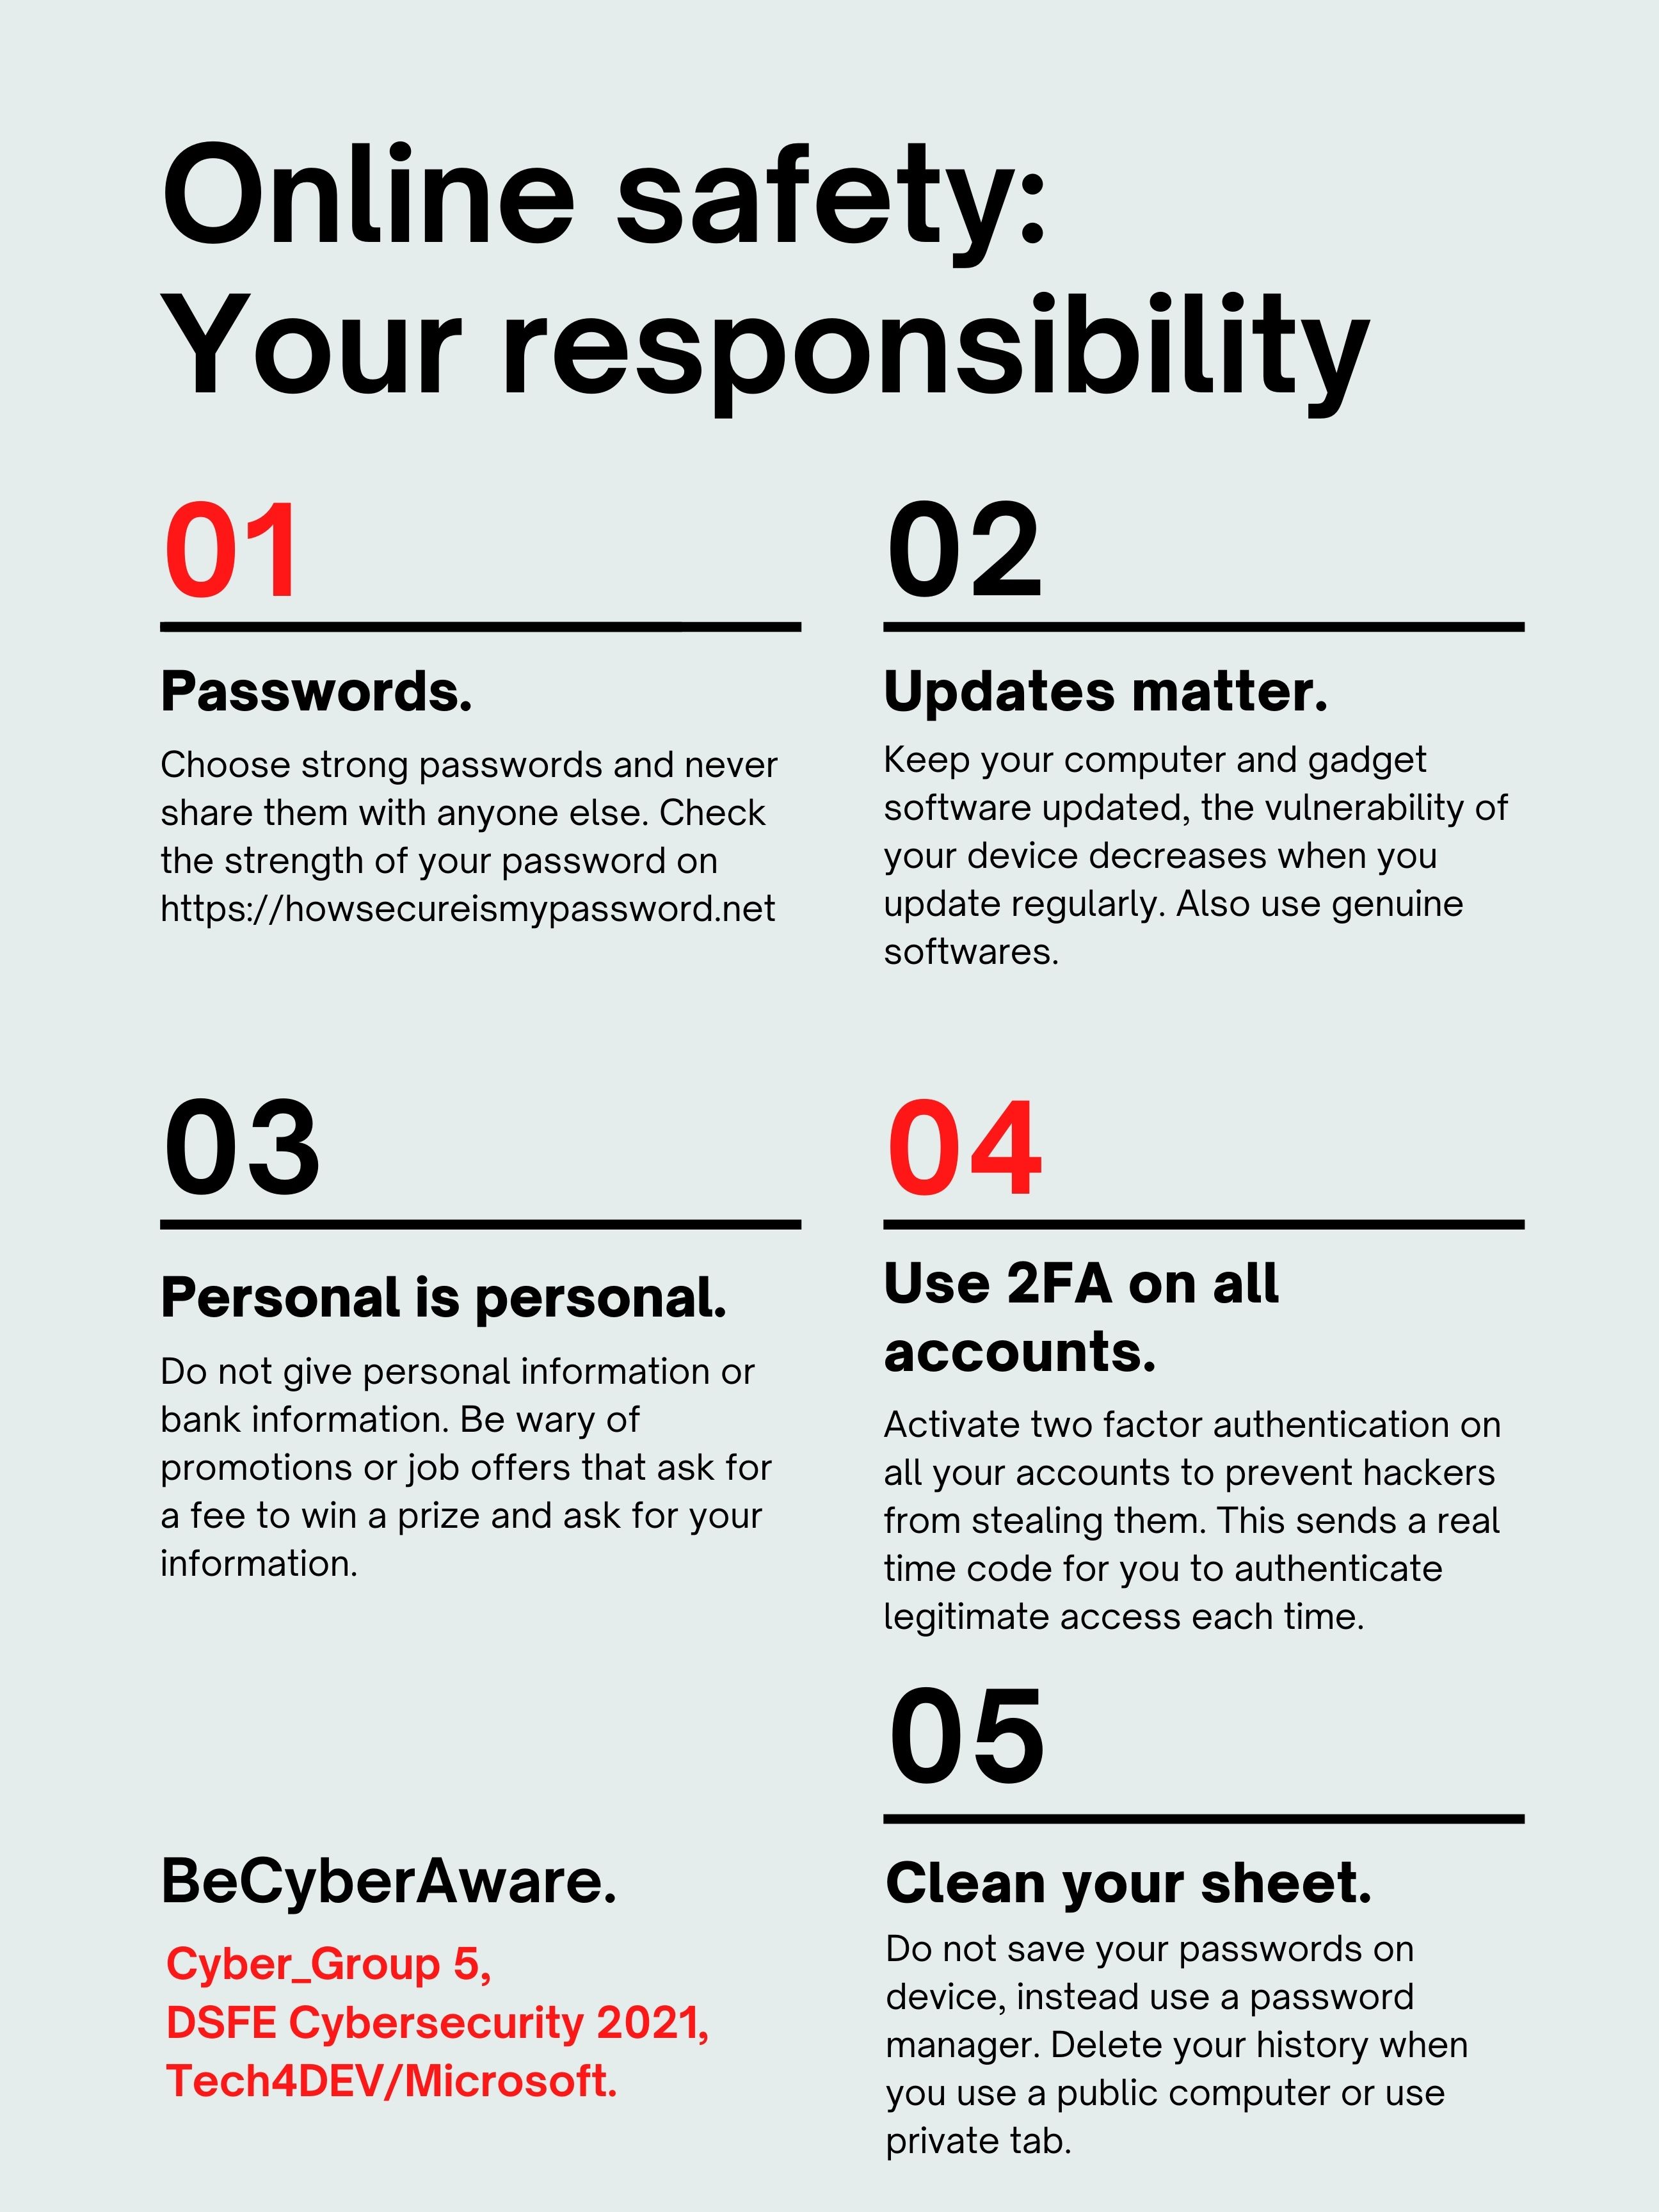 Online safety:
Your responsibility
01
Passwords.
Choose strong passwords and never
share them with anyone else. Check
the strength of your password on
https://howsecureismypassword.net
02
Updates matter.
Keep your computer and gadget
software updated, the vulnerability of
your device decreases when you
update regularly. Also use genuine
softwares.
03
Personal is personal.
Do not give personal information or
bank information. Be wary of
promotions or job offers that ask for
a fee to win a prize and ask for your
information.
04
Use 2FA on all
accounts.
Activate two factor authentication on
all your accounts to prevent hackers
from stealing them. This sends a real
time code for you to authenticate
legitimate access each time.
05
Clean your sheet.
Do not save your passwords on
device, instead use a password
manager. Delete your history when
you use a public computer or use
private tab.
BeCyberAware.
Cyber_Group 5,
DSFE Cybersecurity 2021,
Tech4DEV/Microsoft.